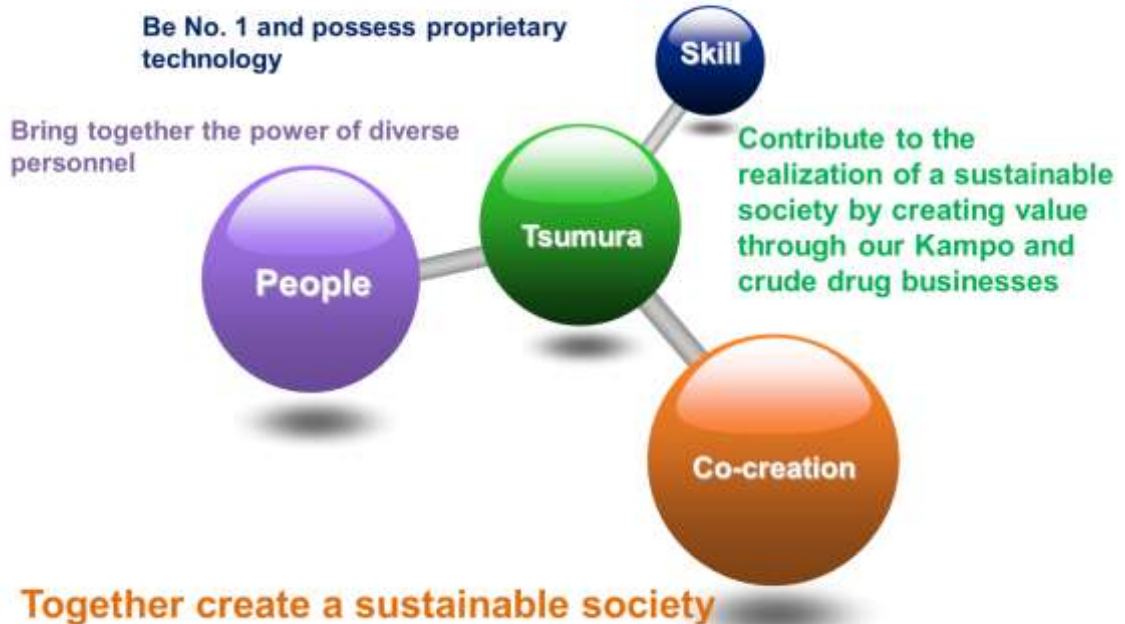 Be No. 1 and possess proprietary
technology
Skill
Bring together the power of diverse
personnel
Contribute to the
realization of a sustainable
society by creating value
through our Kampo and
crude drug businesses
Tsumura
People
Co-creation
Together create a sustainable society